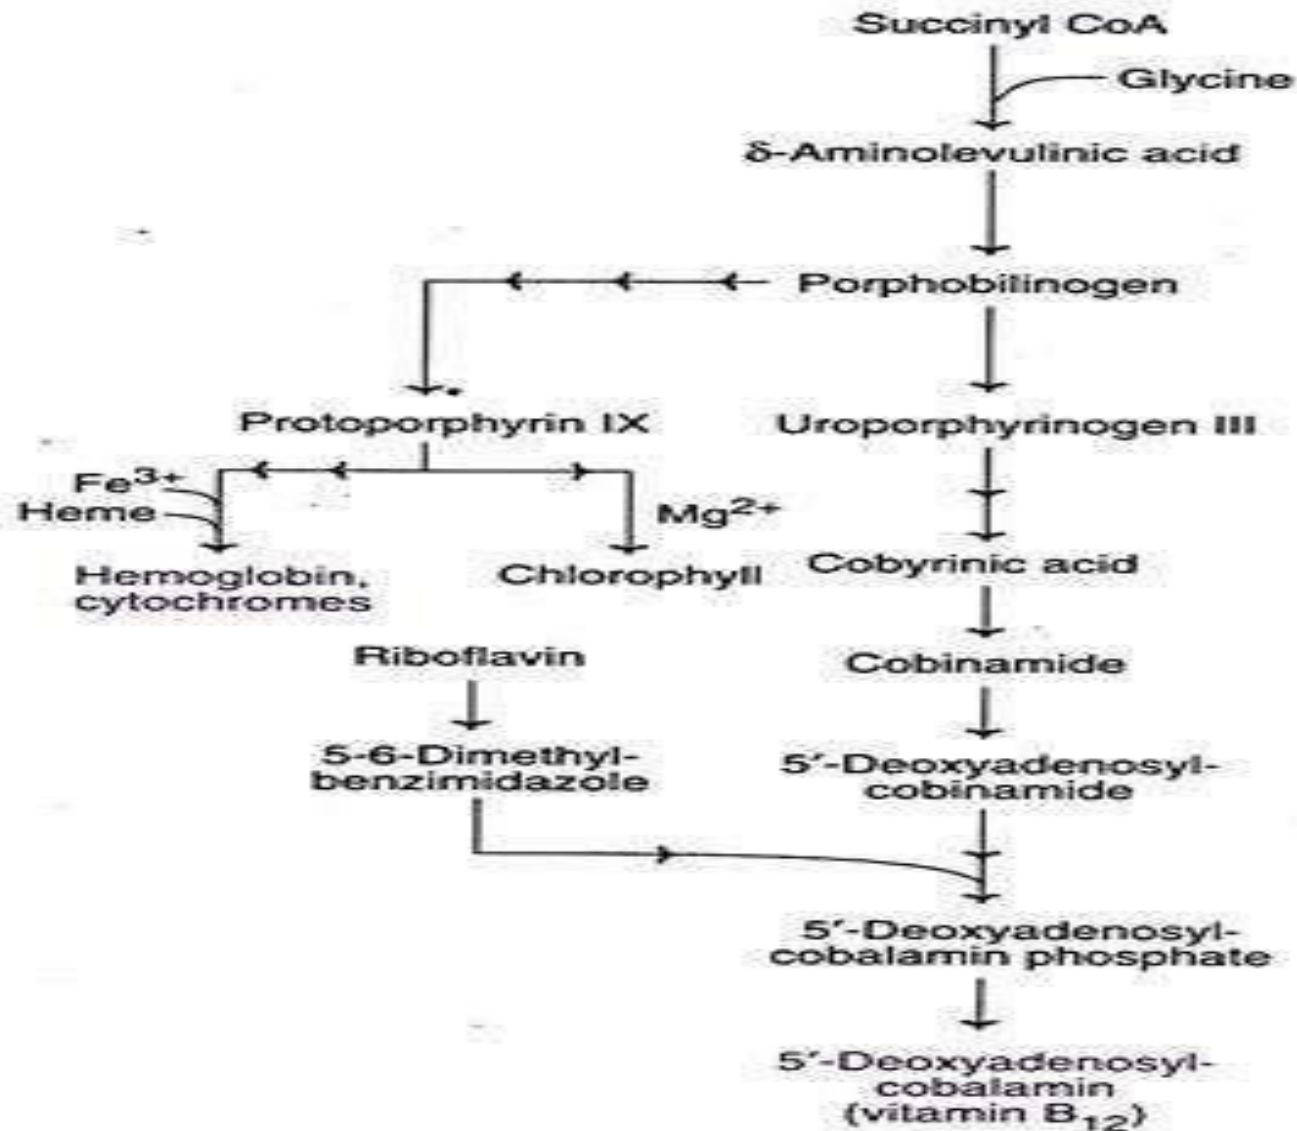 Succinyl CoA
Glycine
δ-Aminolevulinic acid
Porphobilinogen
Protoporphyrin IX
Uroporphyrinogen III
Fe3+
Heme
Mg2+
Hemoglobin,
cytochromes
Chlorophyll
Cobyrinic acid
Riboflavin
Cobinamide
5-6-Dimethyl-
benzimidazole
5′-Deoxyadenosyl-
cobinamide
5′-Deoxyadenosyl-
cobalamin phosphate
5′-Deoxyadenosyl-
cobalamin
(vitamin B12)